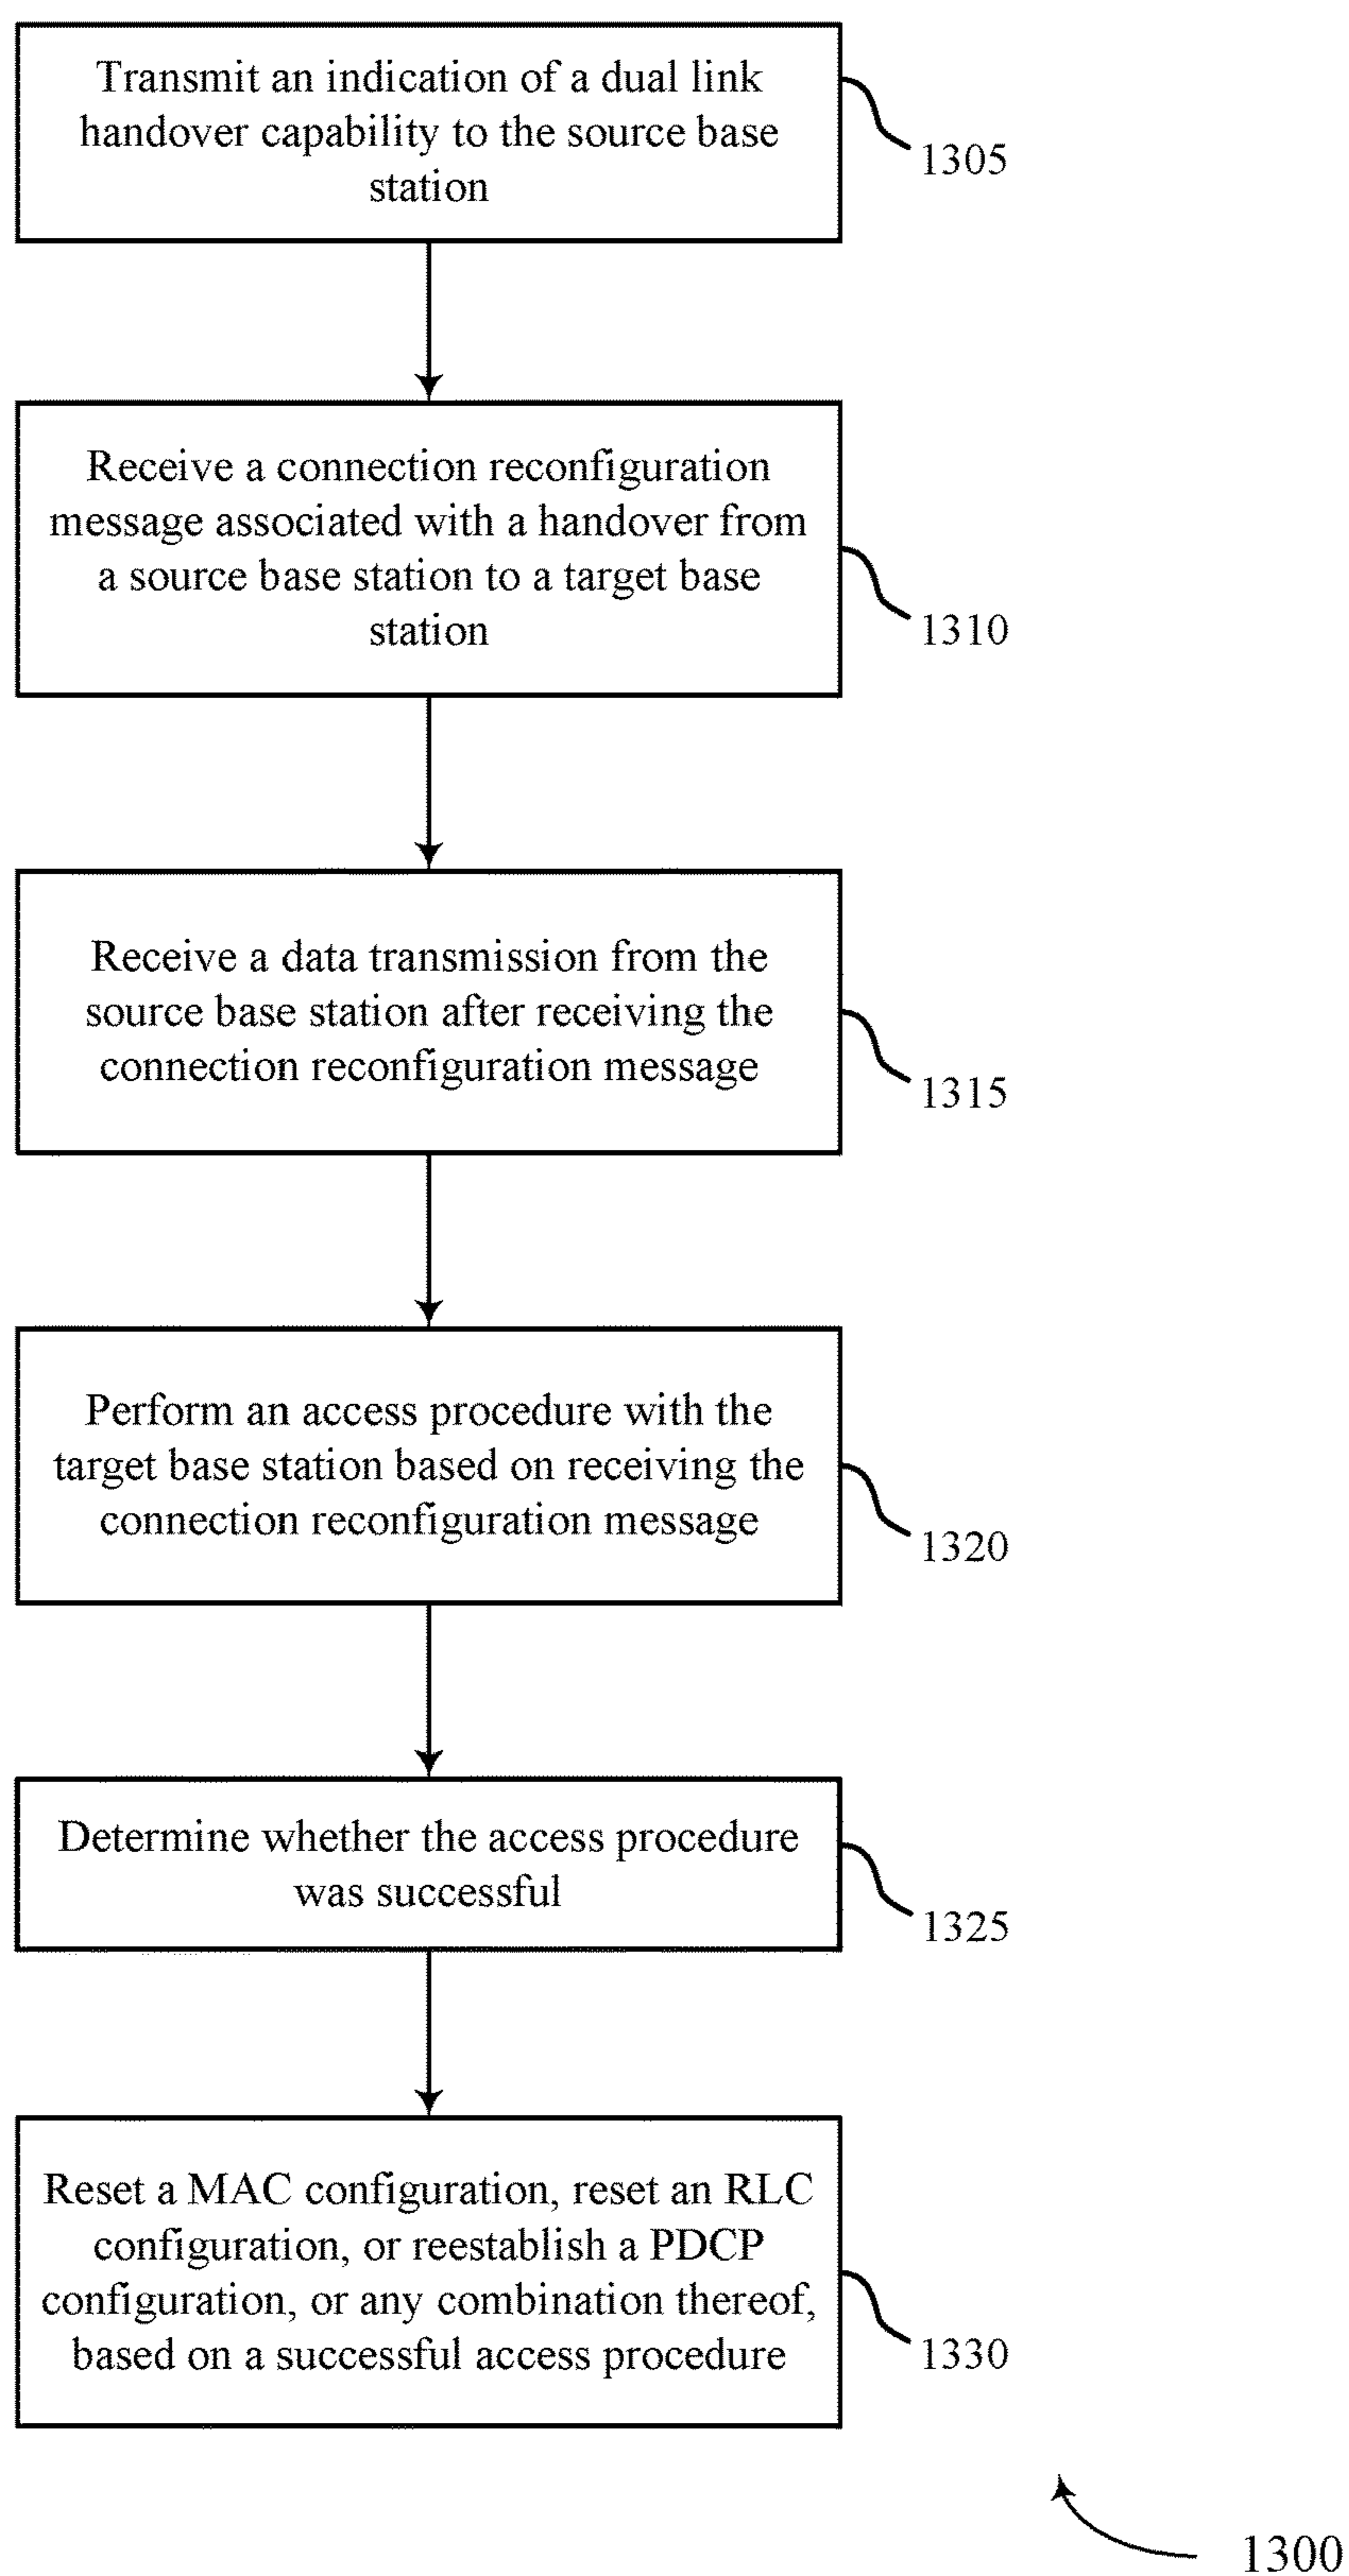 Transmit an indication of a dual link
handover capability to the source base
station
1305
Receive a connection reconfiguration
message associated with a handover from
a source base station to a target base
station
1310
Receive a data transmission from the
source base station after receiving the
connection reconfiguration message
1315
Perform an access procedure with the
target base station based on receiving the
connection reconfiguration message
1320
Determine whether the access procedure
was successful
1325
Reset a MAC configuration, reset an RLC
configuration, or reestablish a PDCP
configuration, or any combination thereof,
based on a successful access procedure
1330
1300